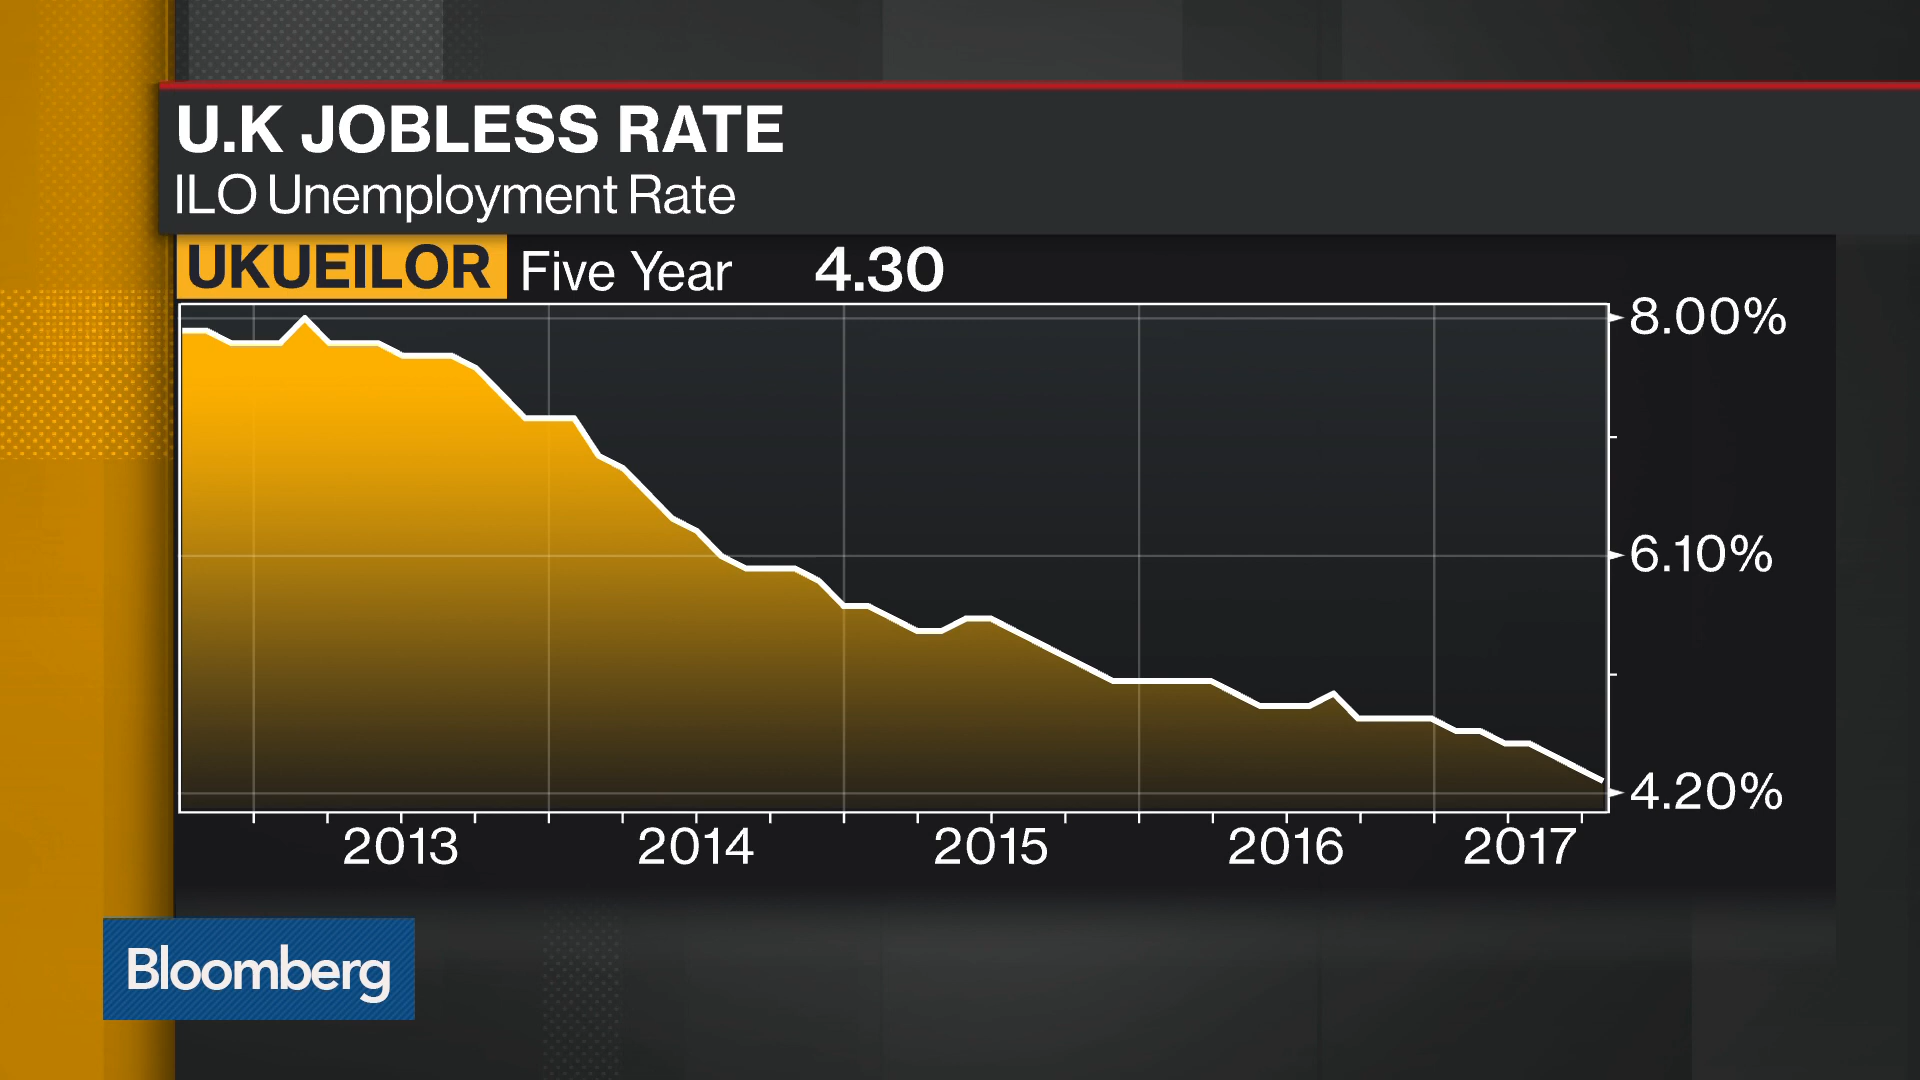 U.K JOBLESS RATE
ILO Unemployment Rate
UKUEILOR Five Year 4.30
8.00%
6.10%
4.20%
2013 2014 2015 2016 2017
Bloomberg